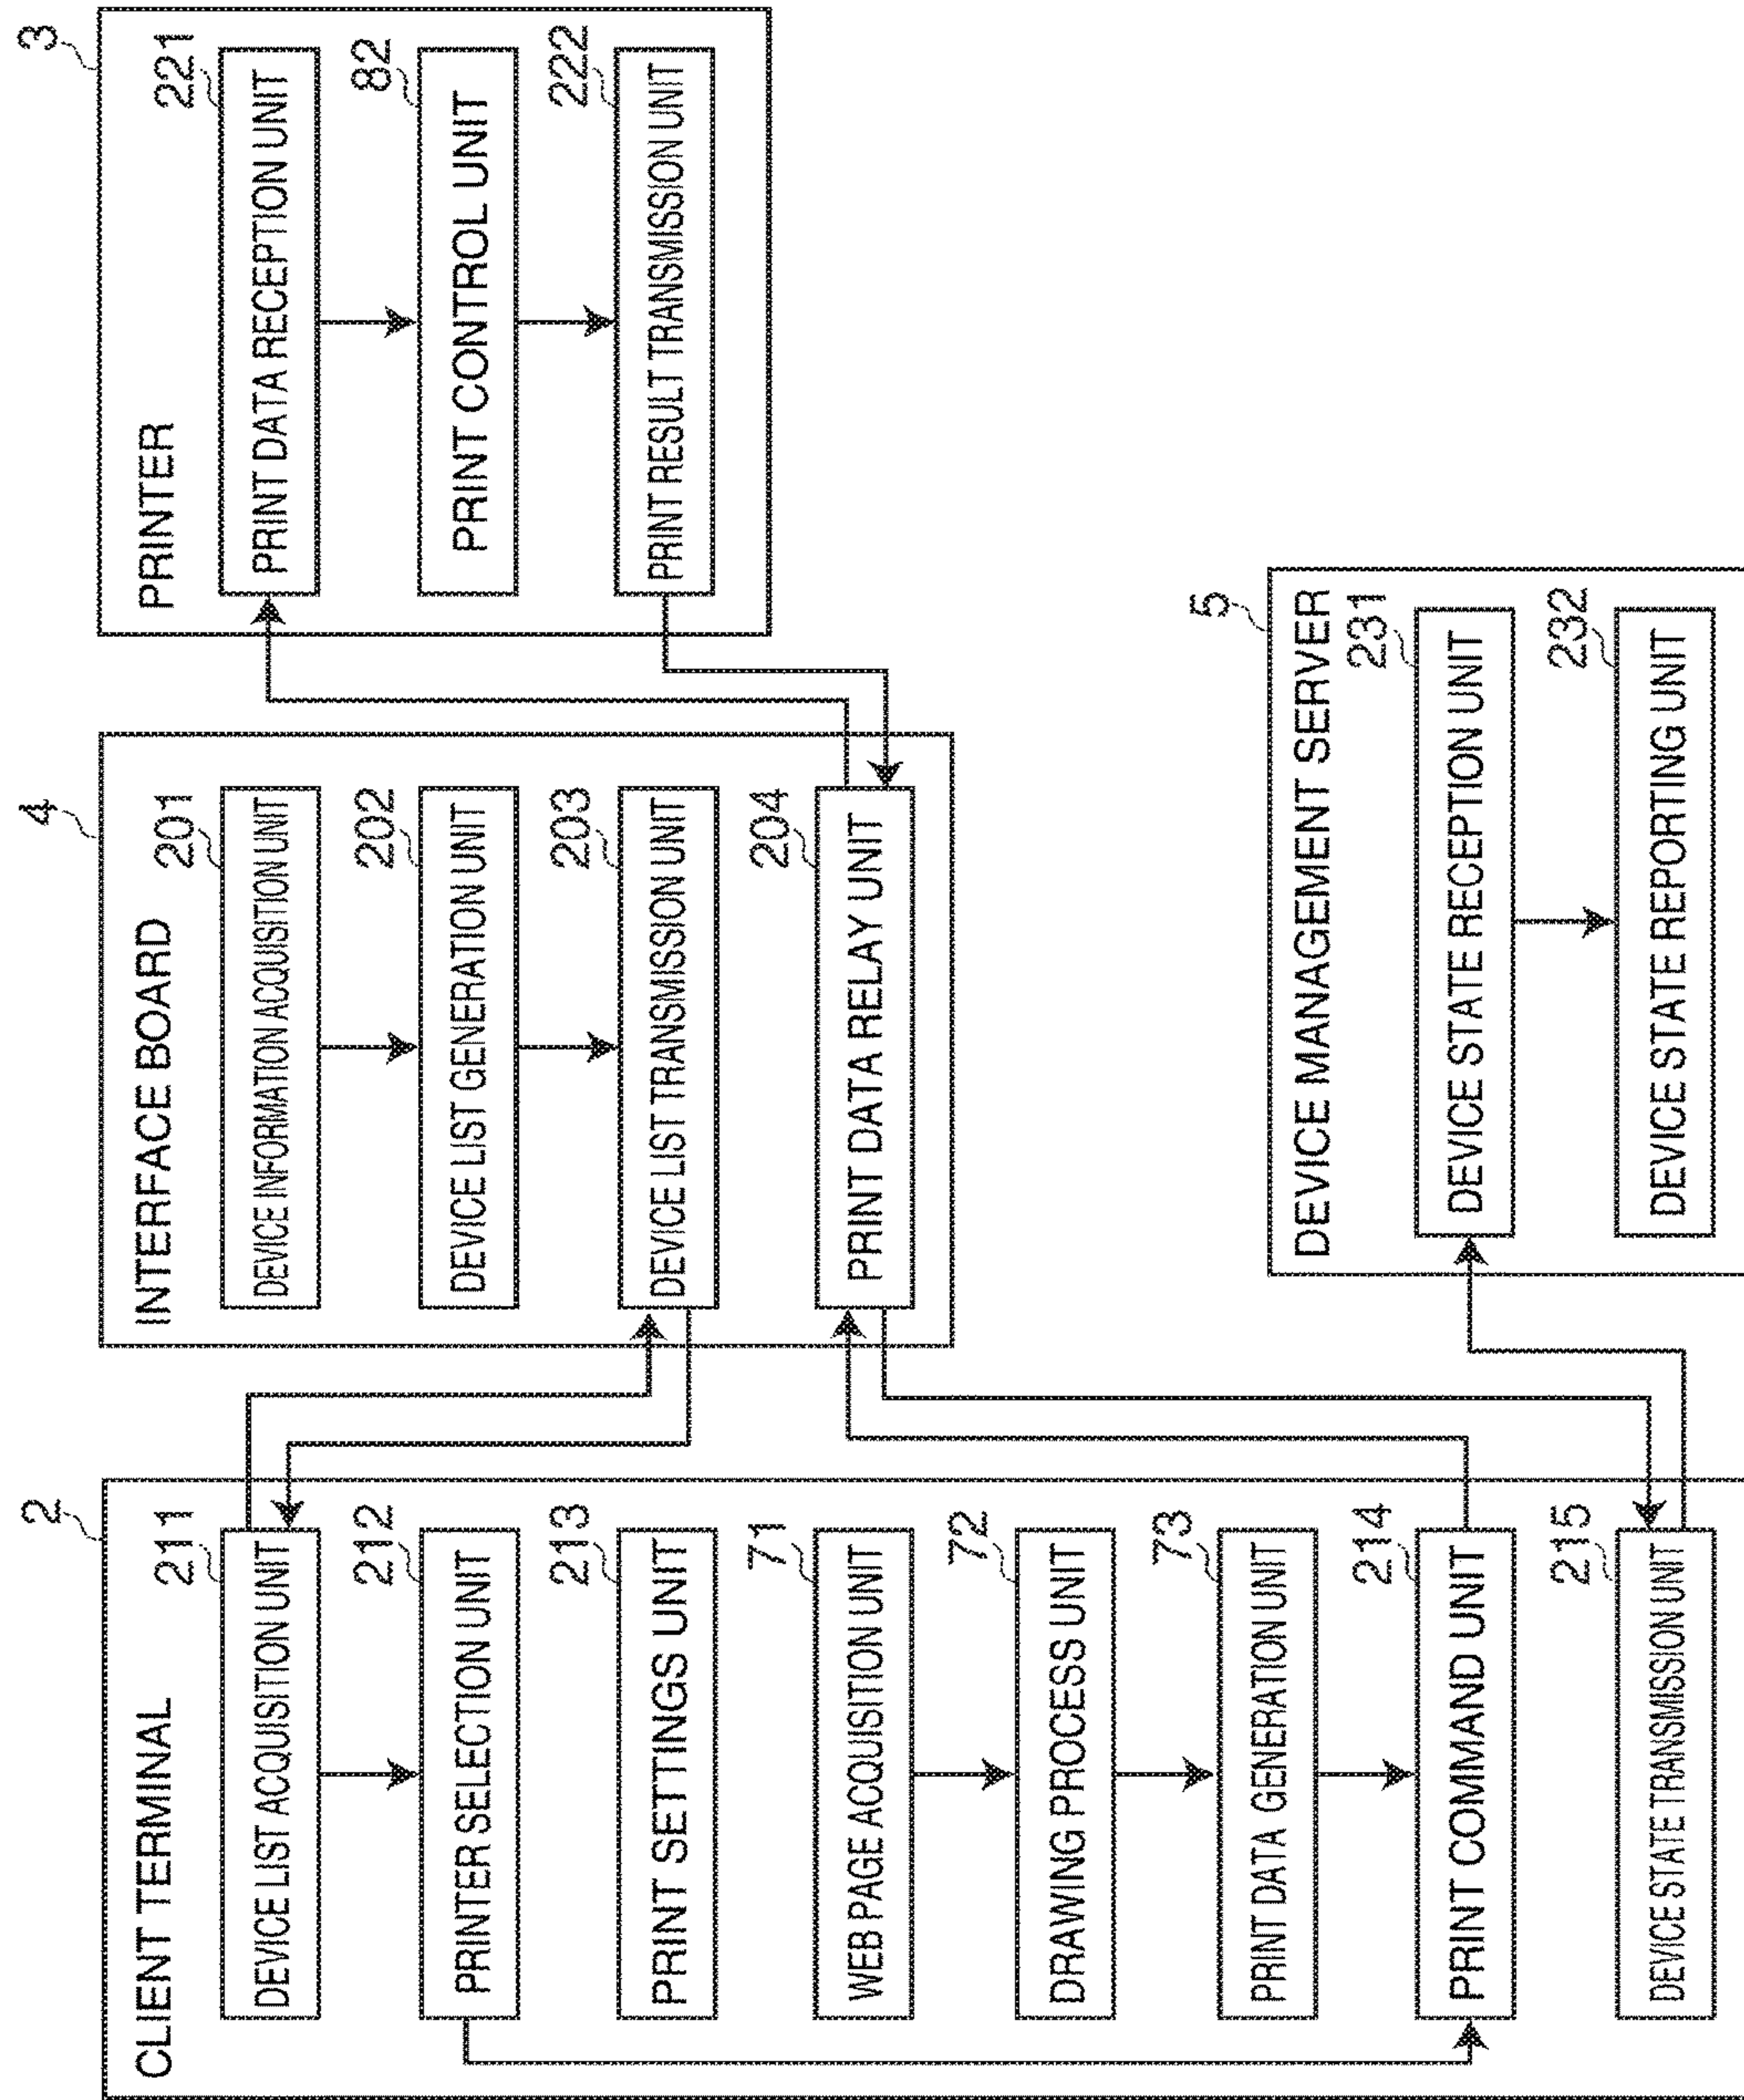 2
CLIENT TERMINAL
211
DEVICE LIST ACQUISITION UNIT
212
PRINTER SELECTION UNIT
213
PRINT SETTINGS UNIT
71
WEB PAGE ACQUISITION UNIT
72
DRAWING PROCESS UNIT
73
PRINT DATA GENERATION UNIT
214
PRINT COMMAND UNIT
215
DEVICE STATE TRANSMISSION UNIT
4
INTERFACE BOARD
201
DEVICE INFORMATION ACQUISITION UNIT
202
DEVICE LIST GENERATION UNIT
203
DEVICE LIST TRANSMISSION UNIT
204
PRINT DATA RELAY UNIT
3
PRINTER
221
PRINT DATA RECEPTION UNIT
82
PRINT CONTROL UNIT
222
PRINT RESULT TRANSMISSION UNIT
5
DEVICE MANAGEMENT SERVER
231
DEVICE STATE RECEPTION UNIT
232
DEVICE STATE REPORTING UNIT